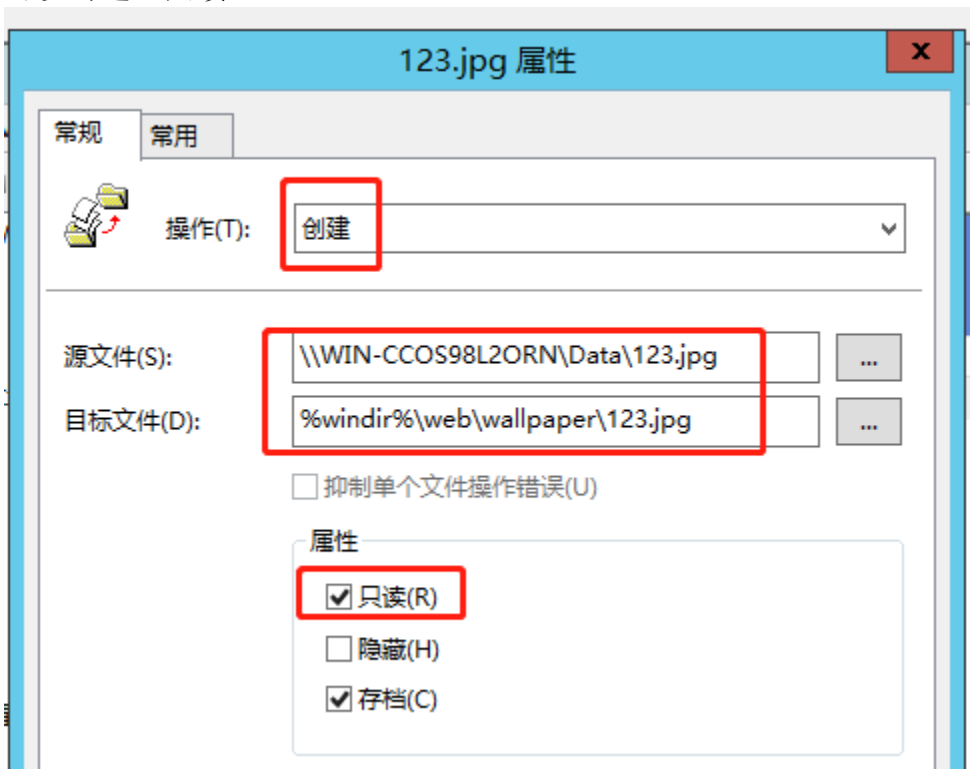 123.jpg 属性
x
常规 常用
操作(T): 创建
源文件(S): \\WIN-CCOS98L2ORN\Data\123.jpg ...
目标文件(D): %windir%\web\wallpaper\123.jpg ...
抑制单个文件操作错误(U)
属性
只读(R)
隐藏(H)
存档(C)